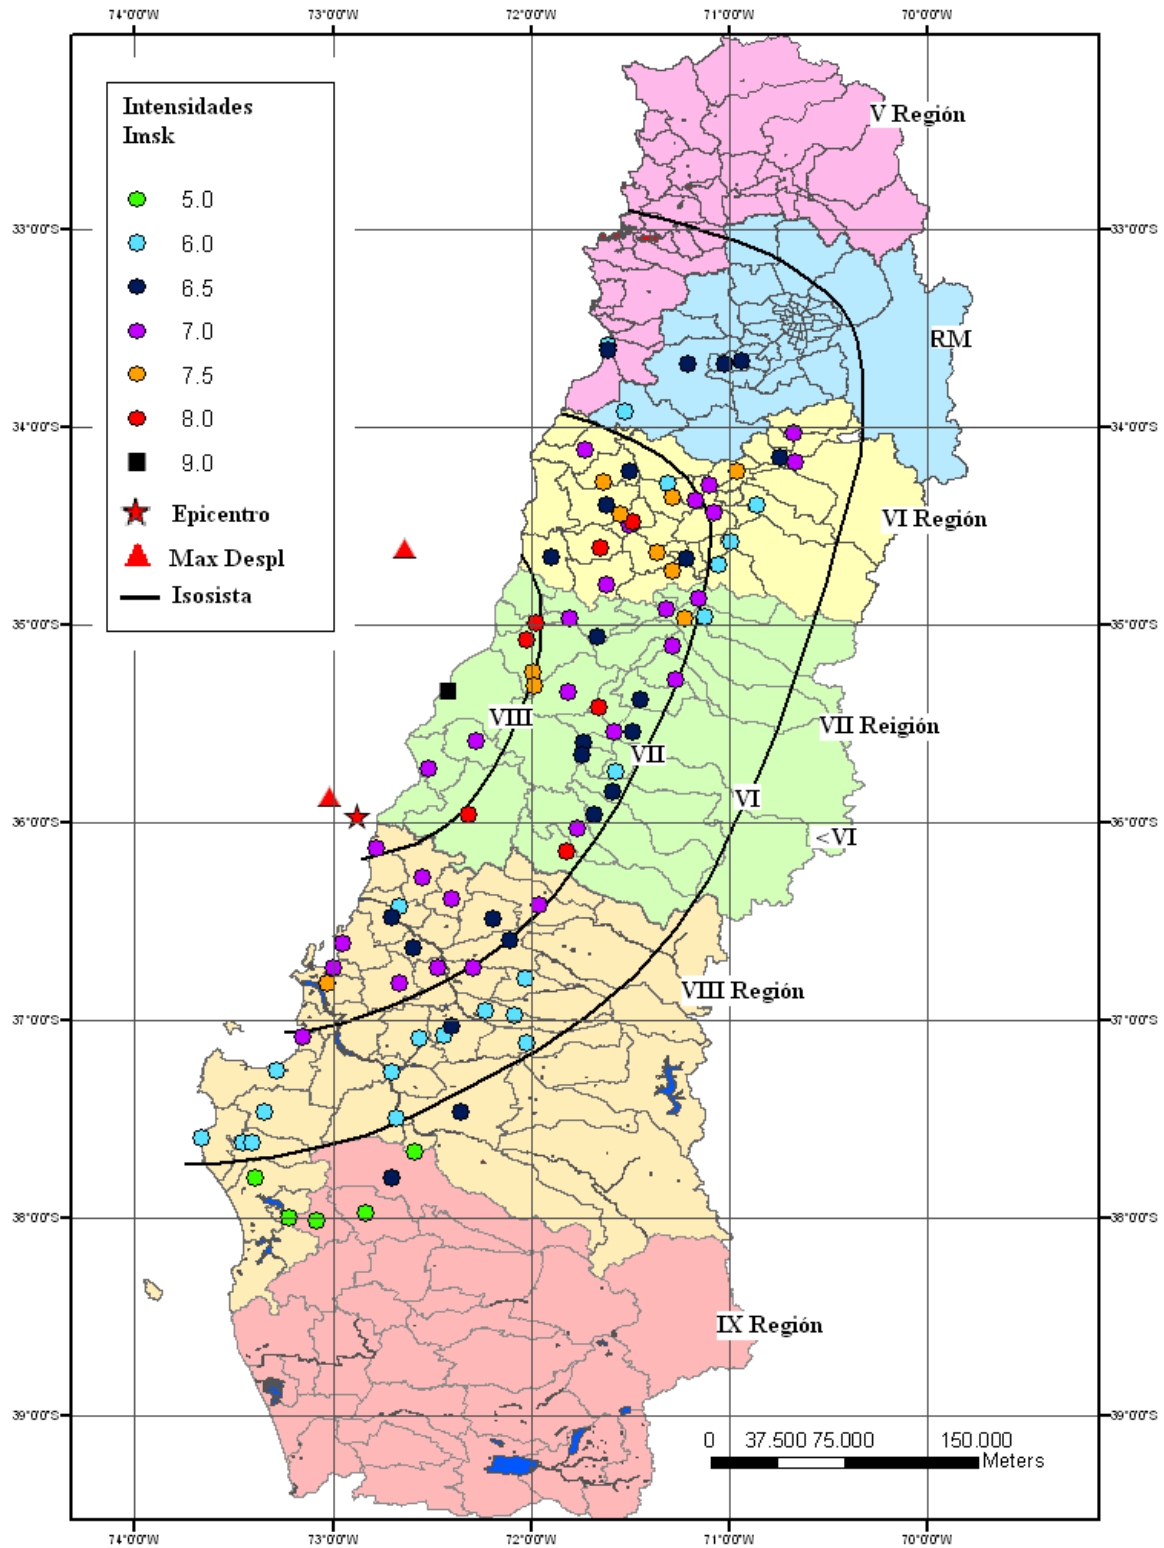 74°0'0"W 73°0'0"W 72°0'0"W 71°0'0"W 70°0'0"W
Intensidades
Imsk
5.0
6.0
6.5
7.0
7.5
8.0
9.0
Epicentro
Max Despl
Isosista
V Región
33°0'0"S 33°0'0"S
RM
34°0'0"S 34°0'0"S
VI Región
35°0'0"S 35°0'0"S
VIII
VII Reigión
VII
VI
36°0'0"S 36°0'0"S
<VI
VIII Región
37°0'0"S 37°0'0"S
38°0'0"S 38°0'0"S
IX Región
39°0'0"S 39°0'0"S
0 37.500 75.000 150.000
Meters
74°0'0"W 73°0'0"W 72°0'0"W 71°0'0"W 70°0'0"W